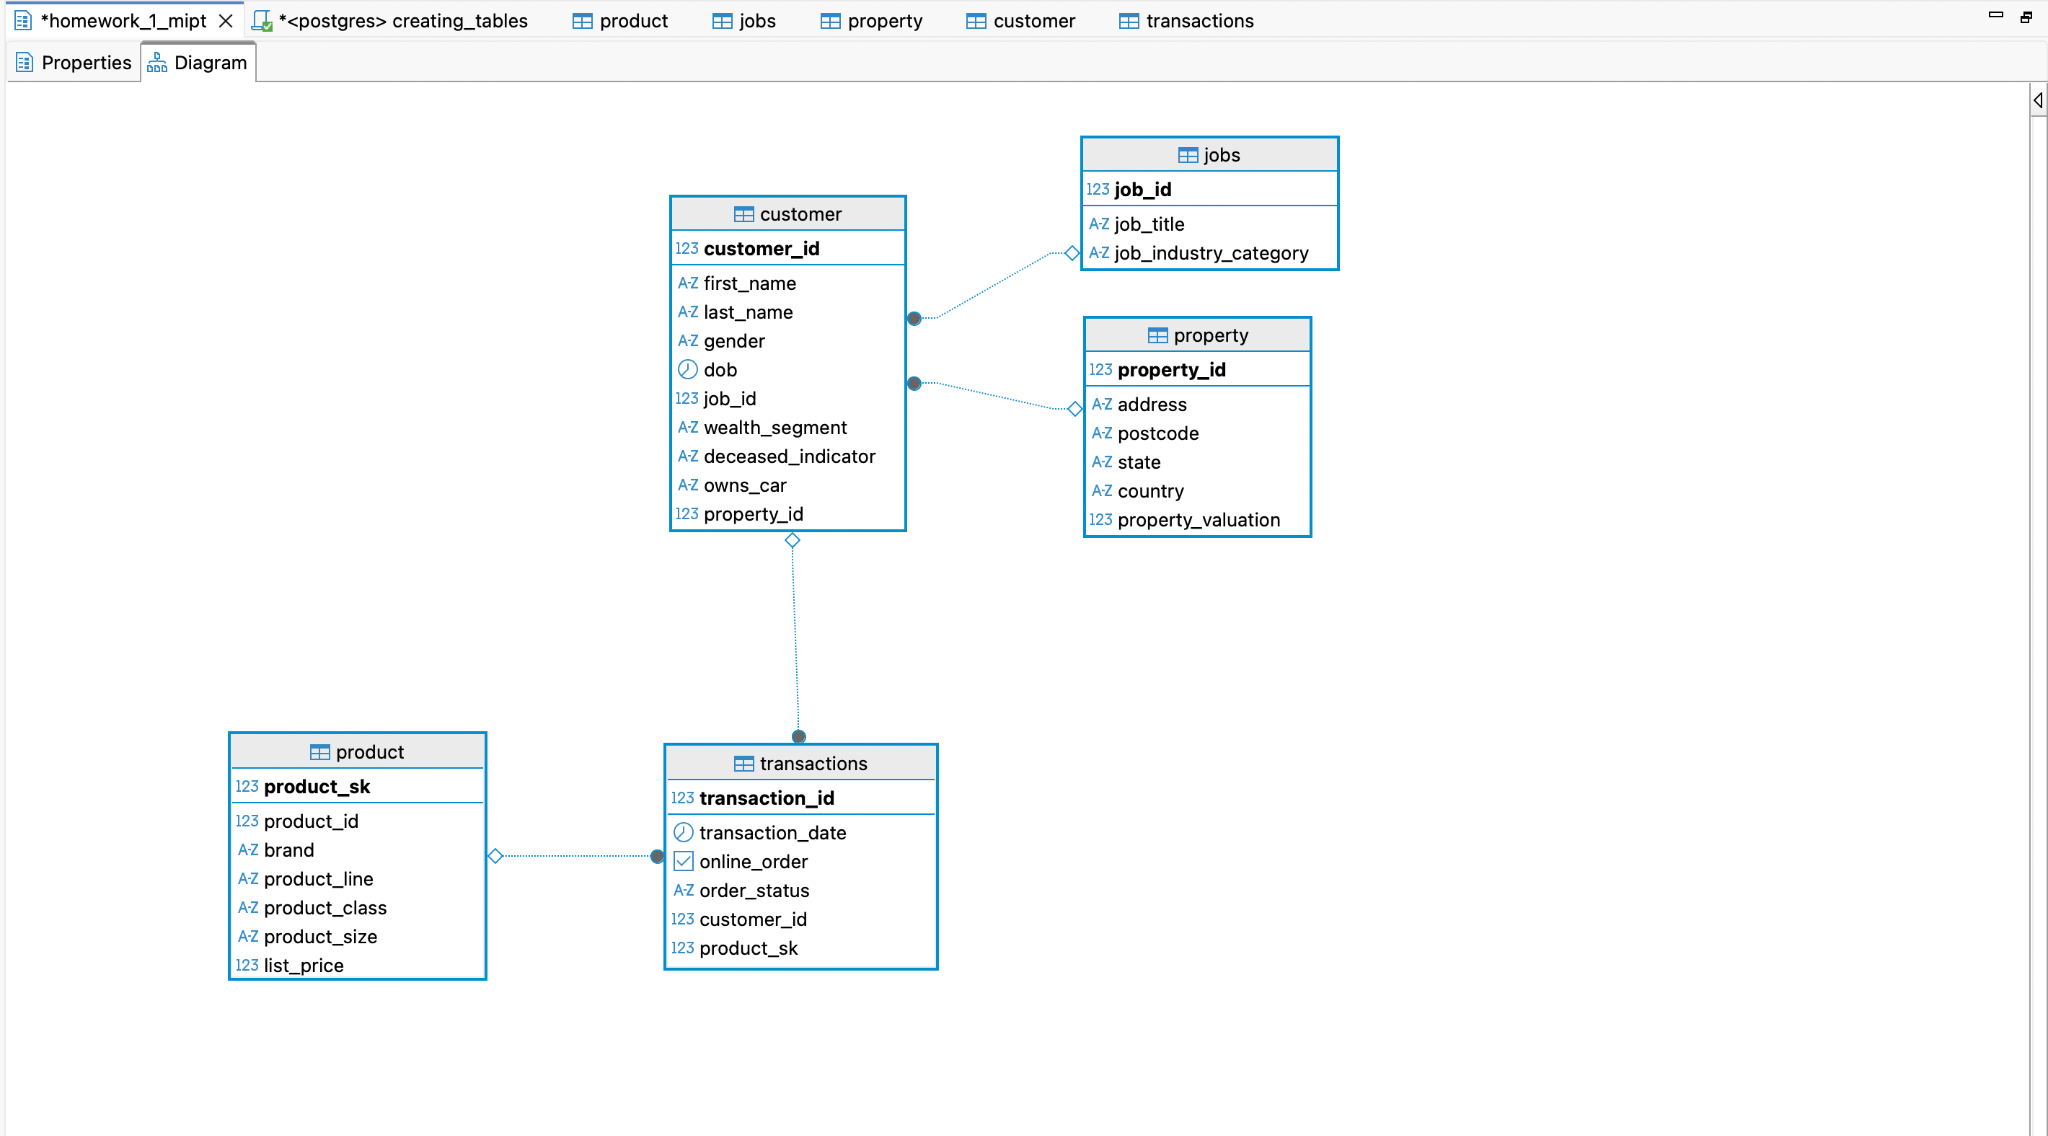 *homework_1_mipt
*<postgres> creating_tables
product
jobs
property
customer
transactions
Properties
Diagram
jobs
123 job_id
A-Z job_title
A-Z job_industry_category
customer
123 customer_id
A-Z first_name
A-Z last_name
A-Z gender
dob
123 job_id
A-Z wealth_segment
A-Z deceased_indicator
A-Z owns_car
123 property_id
property
123 property_id
A-Z address
A-Z postcode
A-Z state
A-Z country
123 property_valuation
product
123 product_sk
123 product_id
A-Z brand
A-Z product_line
A-Z product_class
A-Z product_size
123 list_price
transactions
123 transaction_id
transaction_date
online_order
A-Z order_status
123 customer_id
123 product_sk